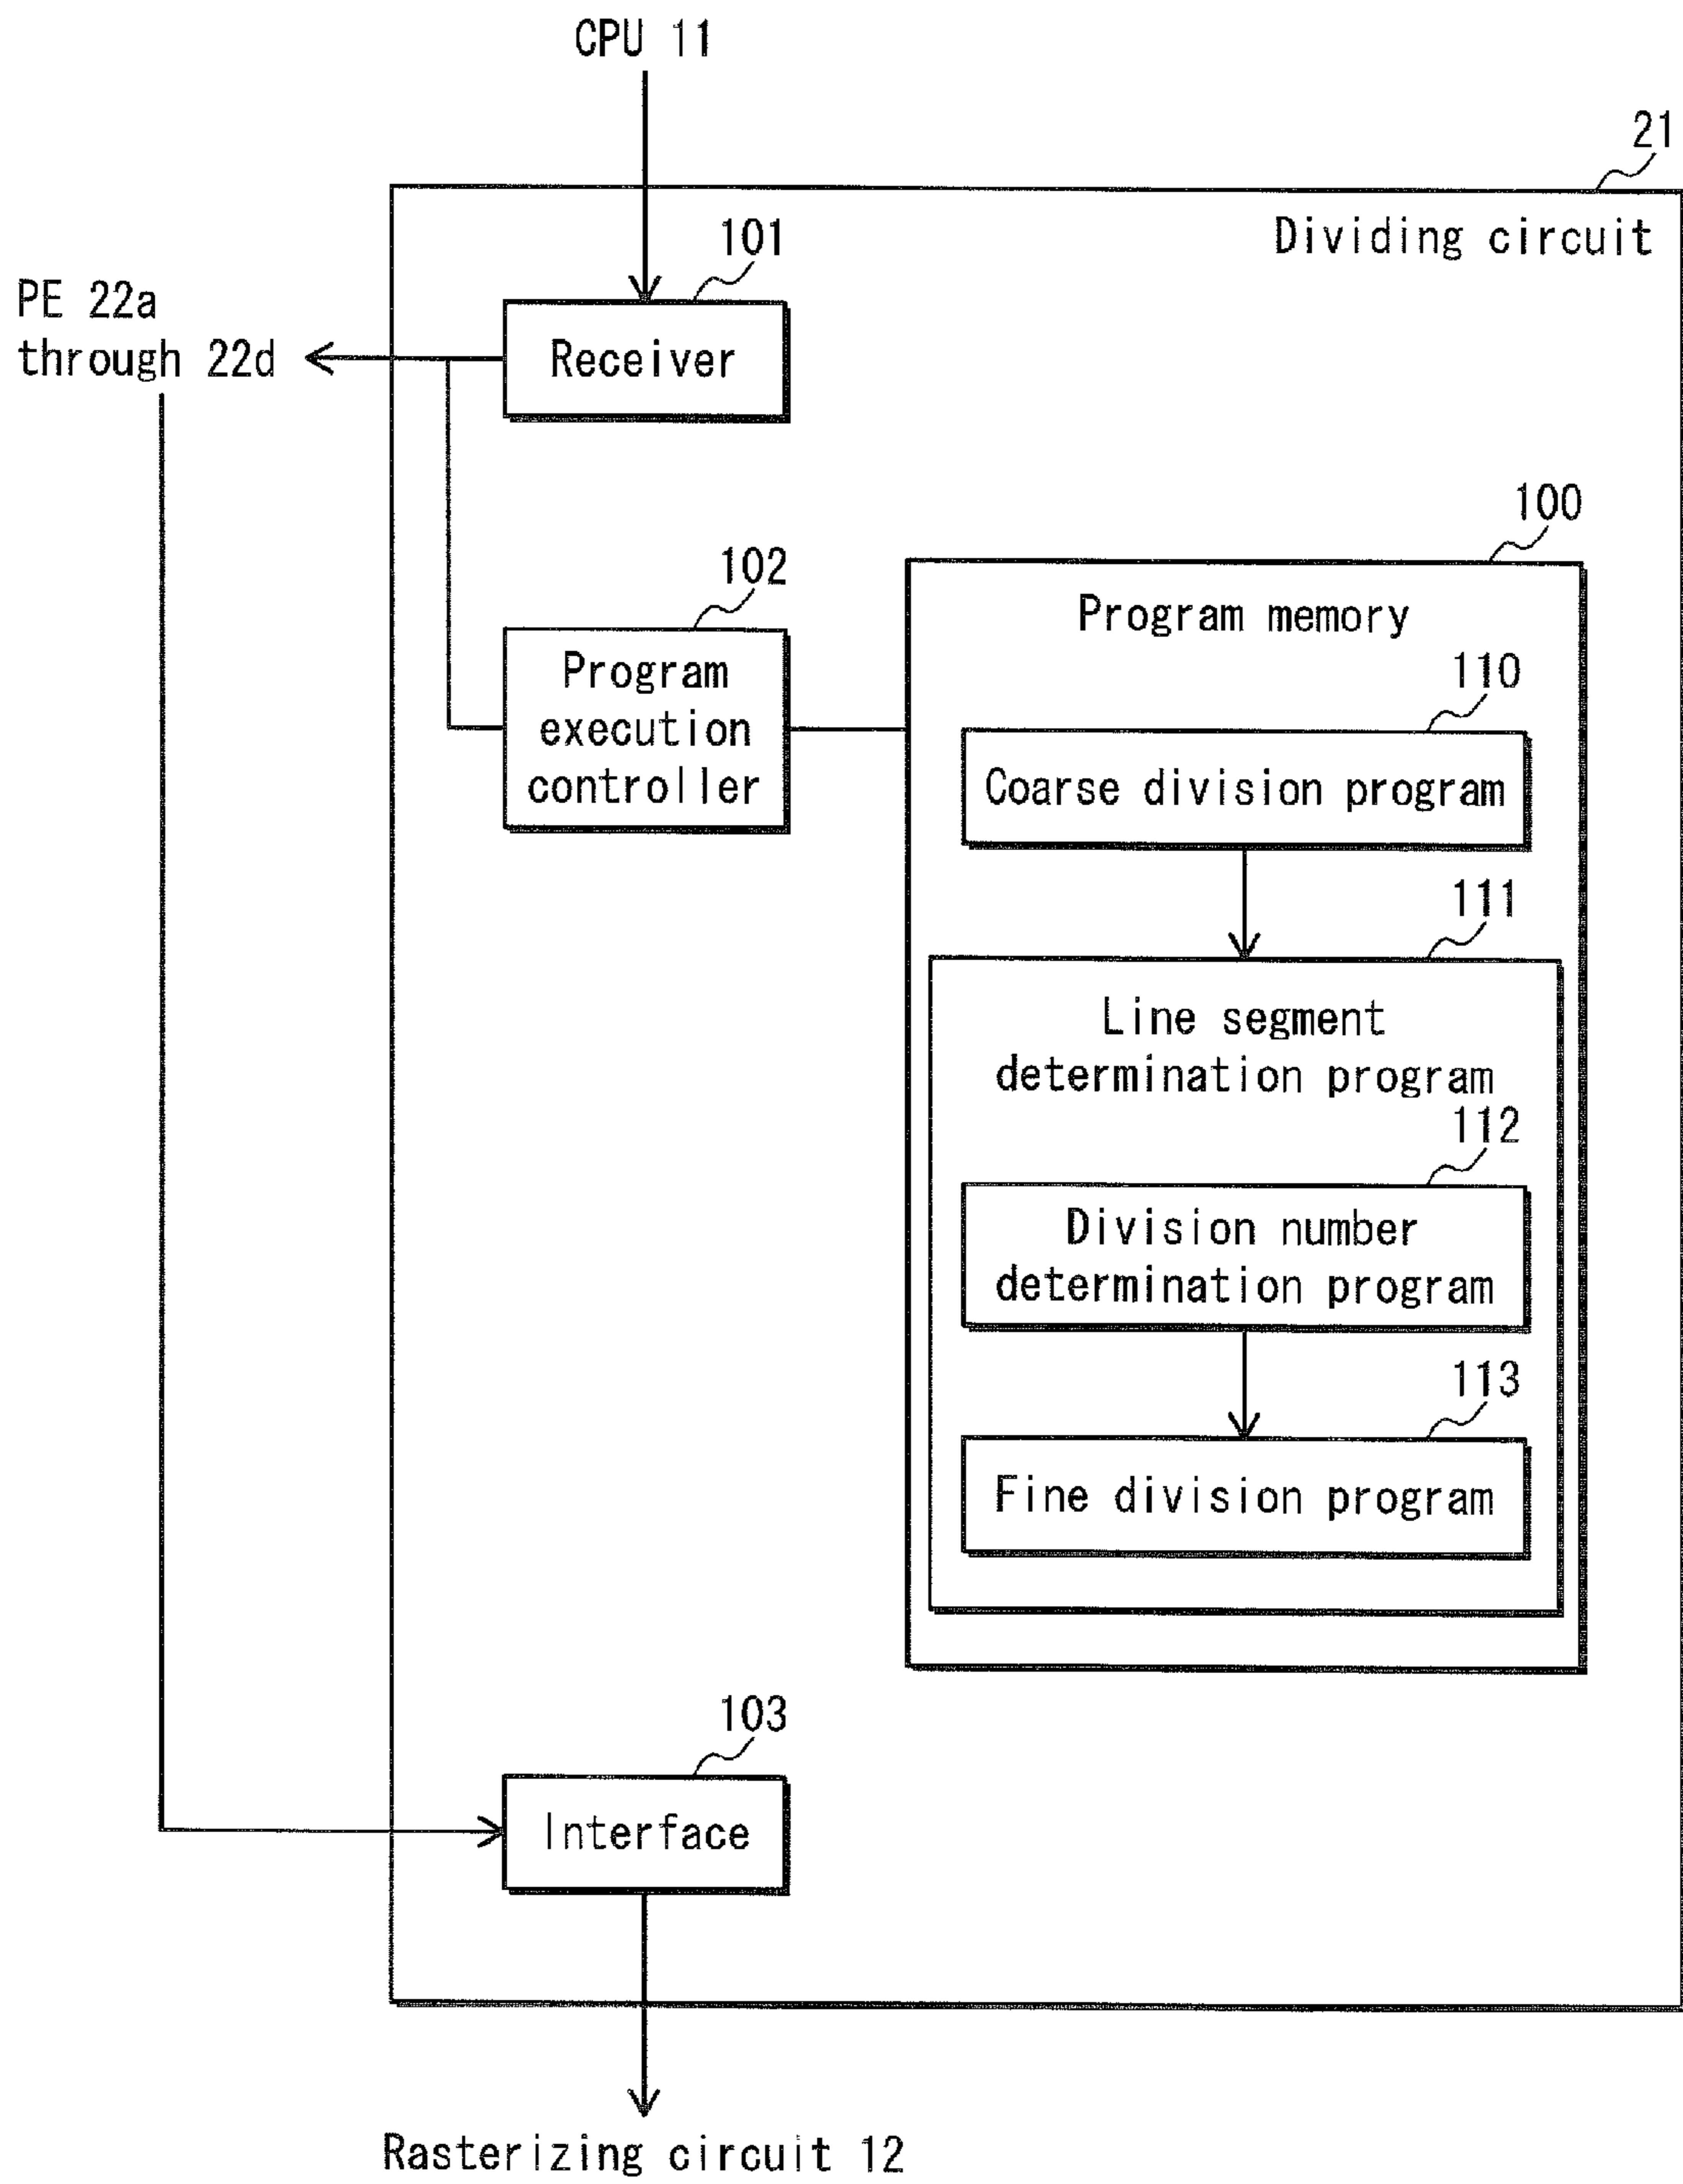 CPU 11
21
Dividing circuit
101
PE 22a
through 22d
Receiver
100
Program memory
102
Program
execution
controller
110
Coarse division program
111
Line segment
determination program
112
Division number
determination program
113
Fine division program
103
Interface
Rasterizing circuit 12